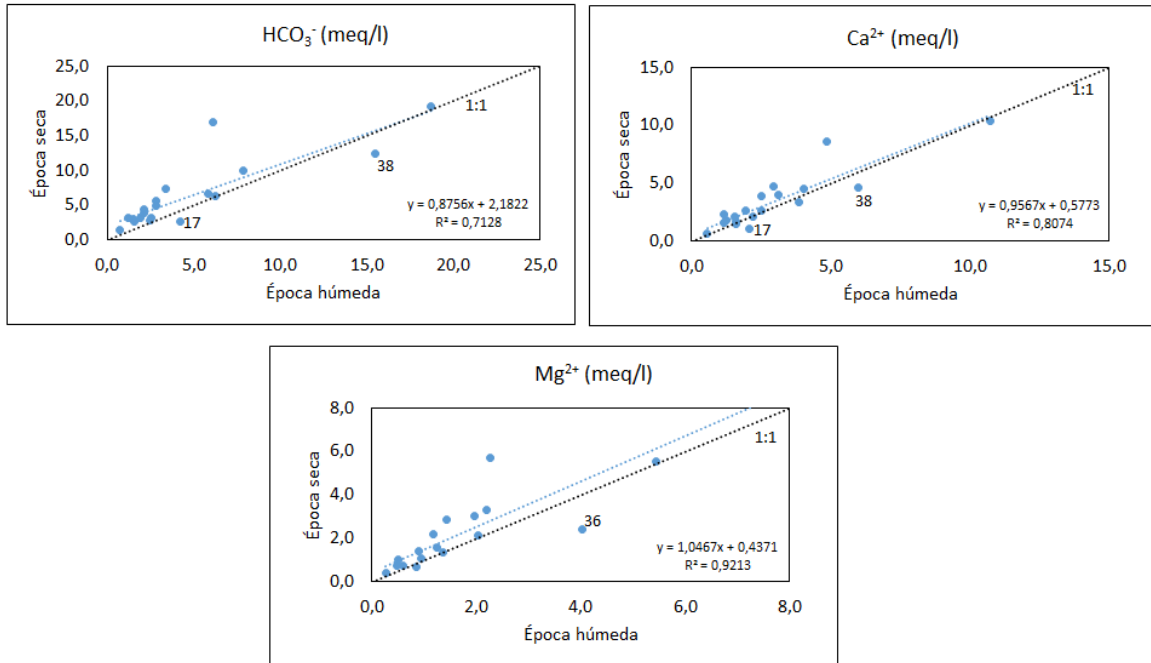 HCO₃⁻ (meq/l)
25,0
20,0
15,0
10,0
5,0
0,0
Época seca
1:1
38
17
y = 0,8756x + 2,1822
R² = 0,7128
0,0 5,0 10,0 15,0 20,0 25,0
Época húmeda
Ca²⁺ (meq/l)
15,0
10,0
5,0
0,0
Época seca
1:1
38
17
y = 0,9567x + 0,5773
R² = 0,8074
0,0 5,0 10,0 15,0
Época húmeda
Mg²⁺ (meq/l)
8,0
6,0
4,0
2,0
0,0
Época seca
1:1
36
y = 1,0467x + 0,4371
R² = 0,9213
0,0 2,0 4,0 6,0 8,0
Época húmeda